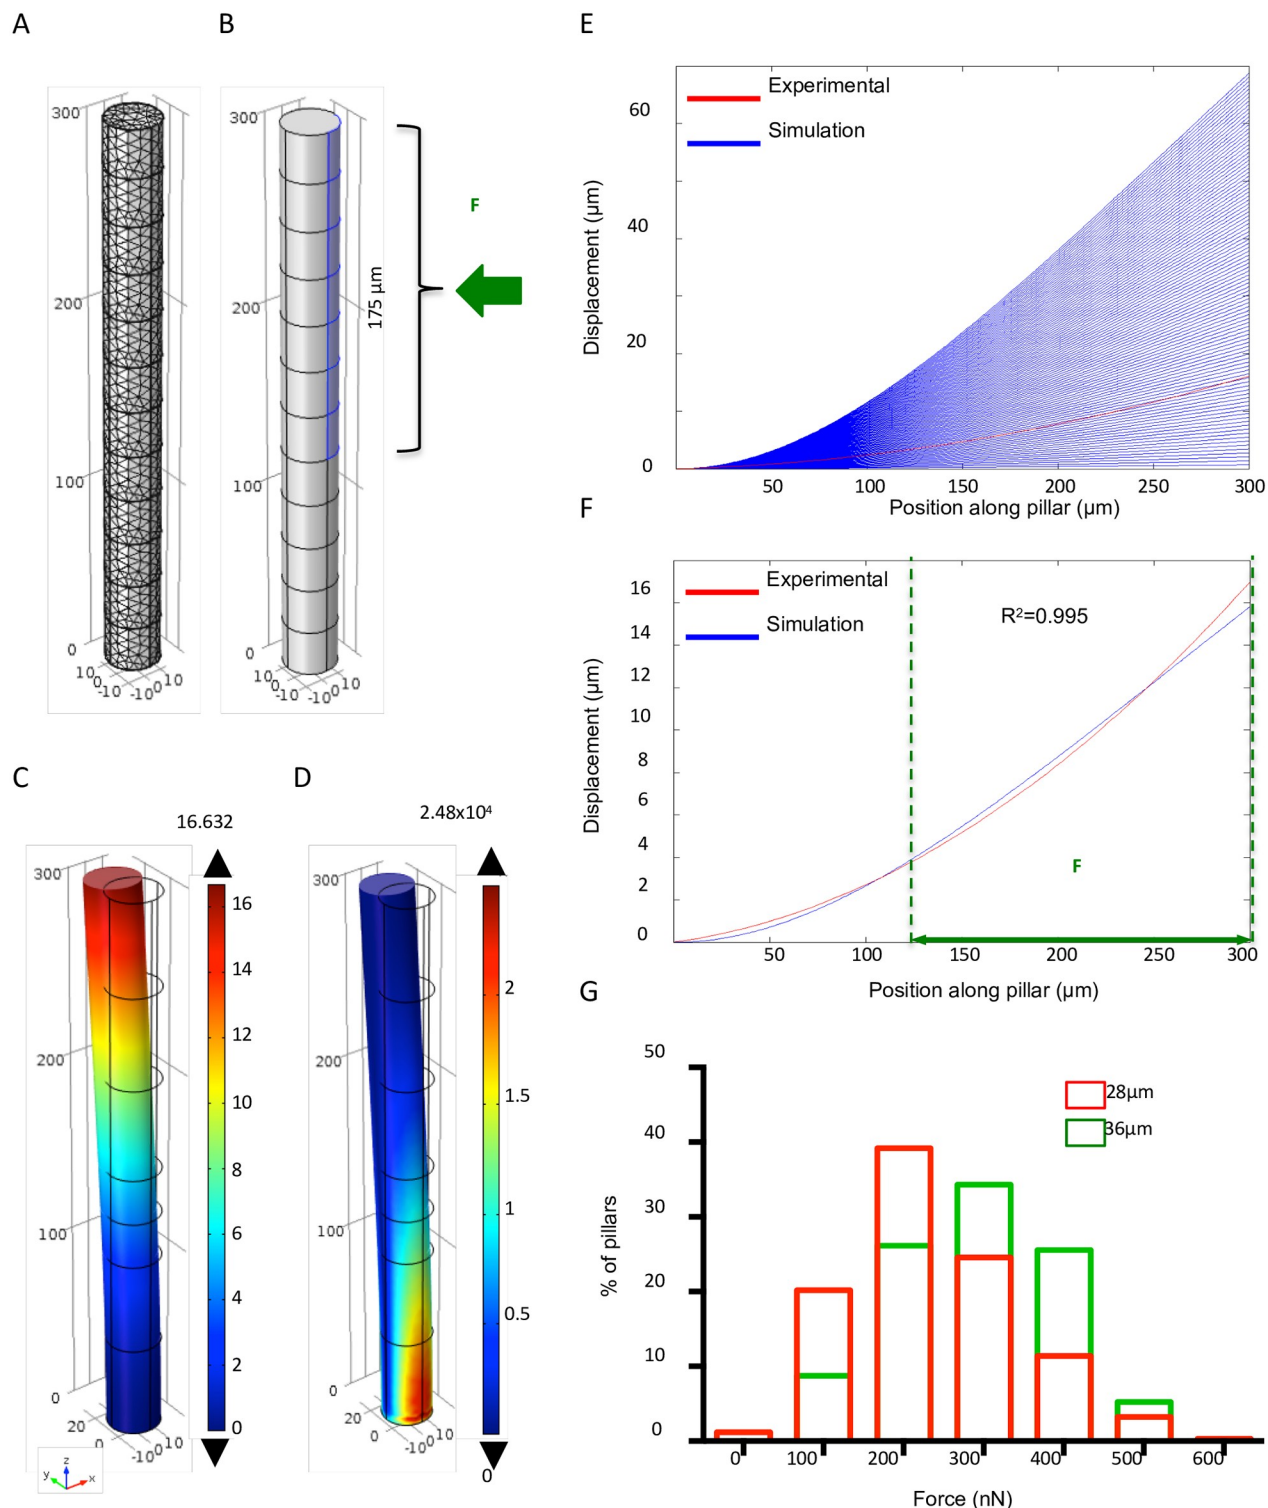 A
B
E
300
200
100
0
10
0
-10
-10
0
10
300
200
100
0
10
0
-10
-10
0
10
175 µm
F
Experimental
Simulation
60
40
20
0
Displacement (µm)
50 100 150 200 250 300
Position along pillar (µm)
F
Experimental
Simulation
R²=0.995
16
14
12
10
8
6
4
2
0
Displacement (µm)
F
50 100 150 200 250 300
Position along pillar (µm)
C
16.632
300
200
100
0
20
0
-10
0
10
16
14
12
10
8
6
4
2
0
z
y
x
D
2.48x10⁴
300
200
100
0
20
0
-10
0
10
2
1.5
1
0.5
0
G
50
40
30
20
10
0
% of pillars
28µm
36µm
0 100 200 300 400 500 600
Force (nN)